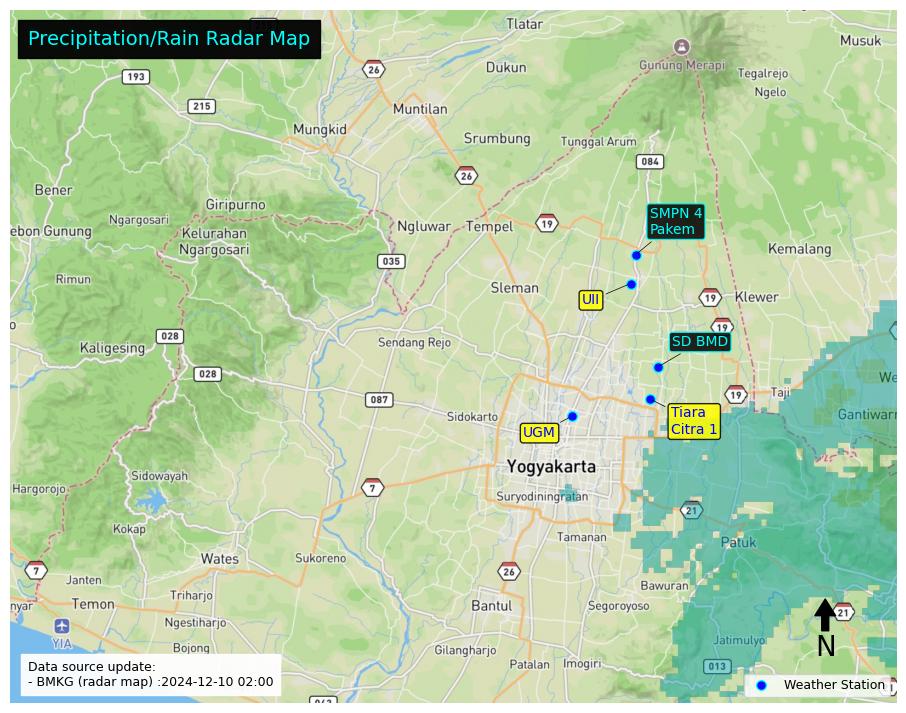 Precipitation/Rain Radar Map
Tlatar
Musuk
26
Gunung Merapi
193
Dukun
Tegalrejo
Ngelo
215
Muntilan
Mungkid
Srumbung
Tunggal Arum
084
26
Bener
Giripurno
Ngargosari
SMPN 4
Pakem
ebon Gunung
Kelurahan
Ngargosari
Ngluwar
Tempel
19
Kemalang
035
Rimun
Sleman
UII
19
Klewer
19
028
Kaligesing
Sendang Rejo
SD BMD
028
We
087
19
Taji
Sidokarto
UGM
Tiara
Citra 1
Gantiwarn
Yogyakarta
Sidowayah
Hargorojo
7
Suryodiningratan
21
Kokap
Tamanan
Patuk
Wates
Sukoreno
7
26
Janten
Bawuran
Triharjo
nyar
Temon
Bantul
Segoroyoso
21
Ngestiharjo
YIA
Bojong
Gilangharjo
Jatimulyo
N
Patalan
Imogiri
013
Data source update:
- BMKG (radar map) :2024-12-10 02:00
Weather Station